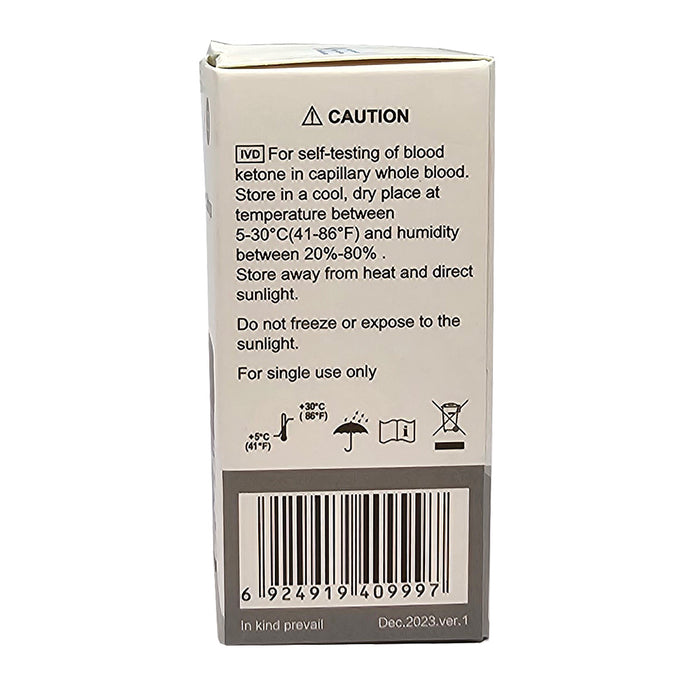 CAUTION
IVD For self-testing of blood
ketone in capillary whole blood.
Store in a cool, dry place at
temperature between
5-30°C(41-86°F) and humidity
between 20%-80% .
Store away from heat and direct
sunlight.
Do not freeze or expose to the
sunlight.
For single use only
+30°C
( 86°F)
+5°C
(41°F)
i
6 924919 409997
In kind prevail Dec.2023.ver.1